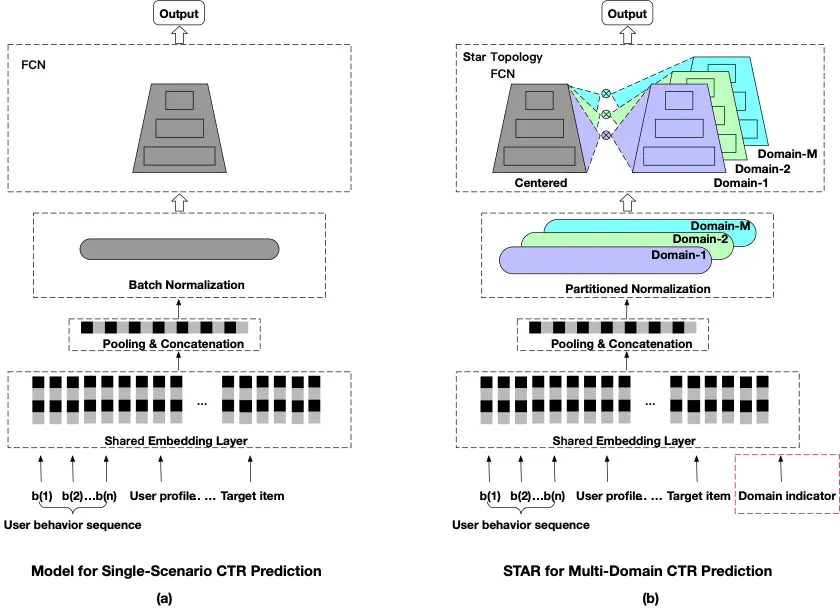 Output
FCN
Batch Normalization
Pooling & Concatenation
...
Shared Embedding Layer
b(1) b(2)...b(n) User profile.. ... Target item
User behavior sequence
Model for Single-Scenario CTR Prediction
(a)
Output
Star Topology
FCN
Domain-M
Domain-2
Centered Domain-1
Domain-M
Domain-2
Domain-1
Partitioned Normalization
Pooling & Concatenation
...
Shared Embedding Layer
b(1) b(2)...b(n) User profile.. ... Target item Domain indicator
User behavior sequence
STAR for Multi-Domain CTR Prediction
(b)